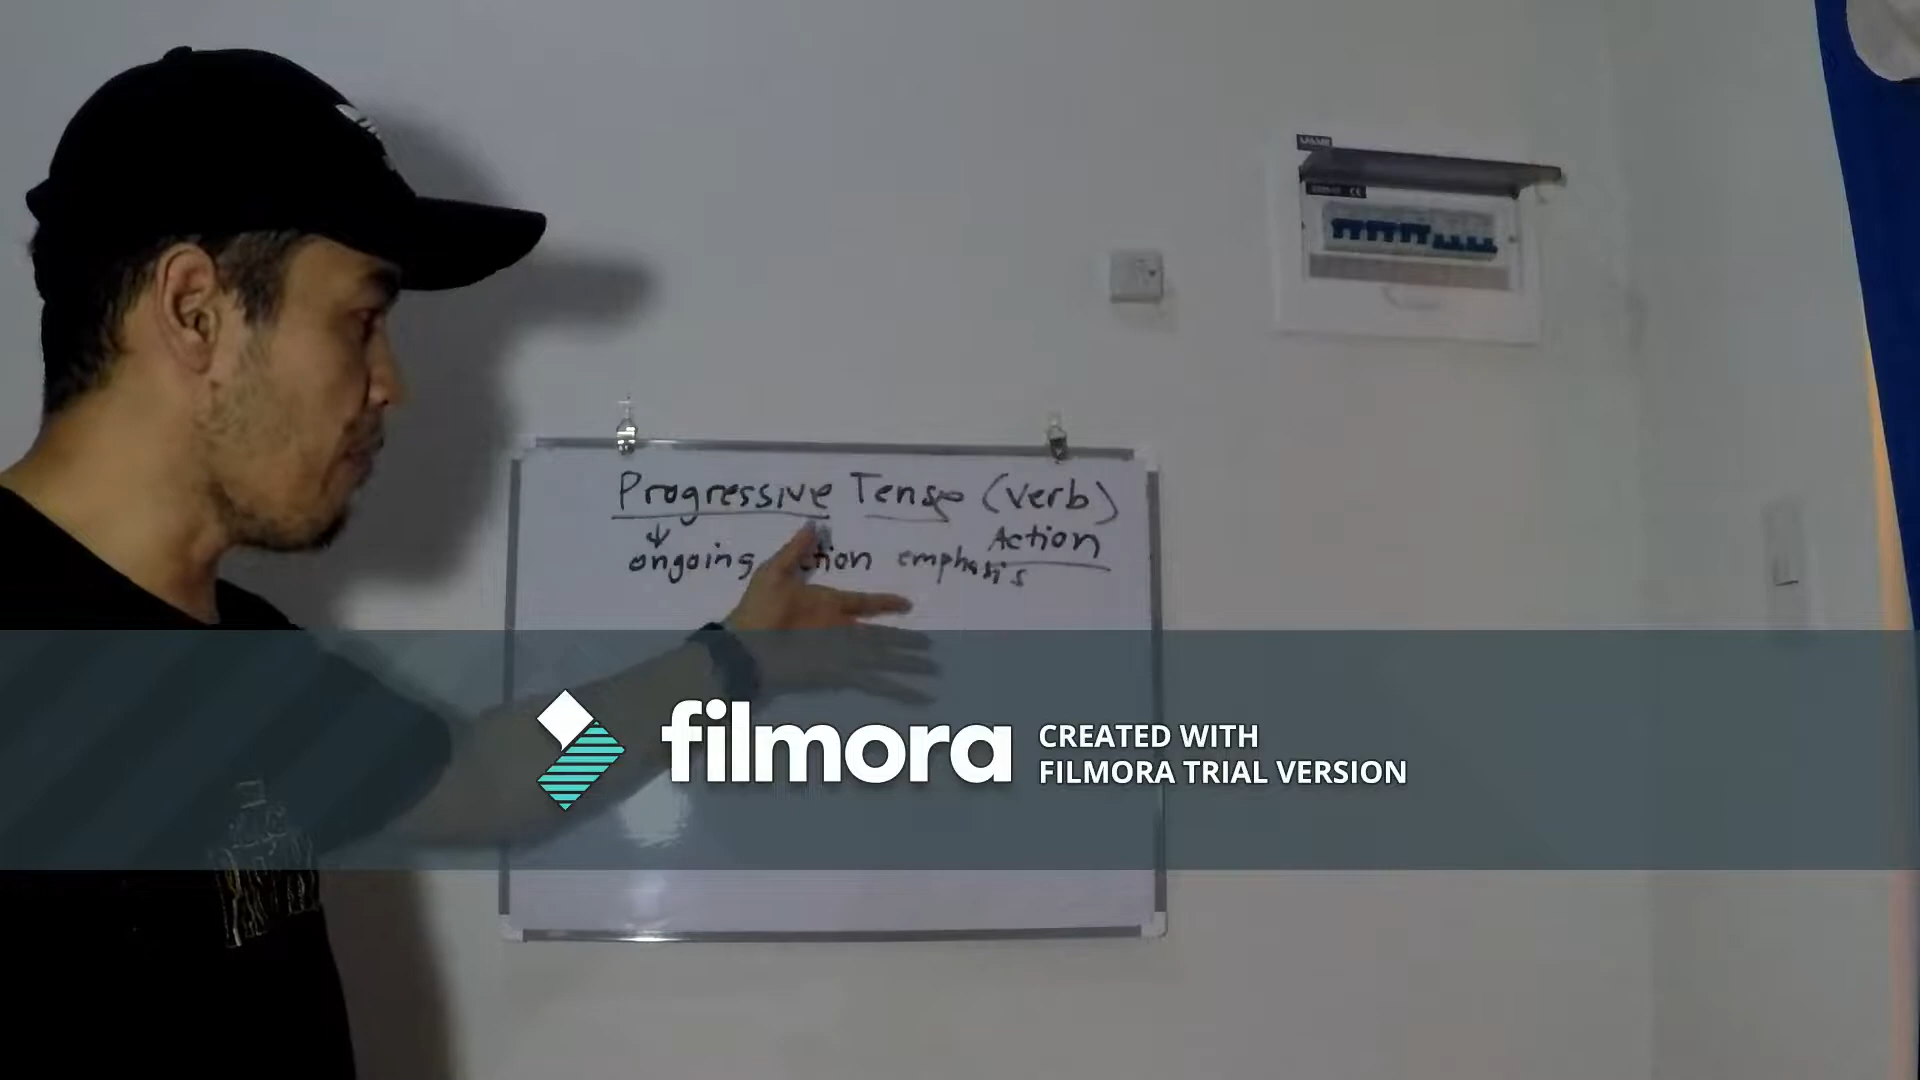 Progressive Tense (verb)
Action
ongoing action emphasis
filmora
CREATED WITH
FILMORA TRIAL VERSION